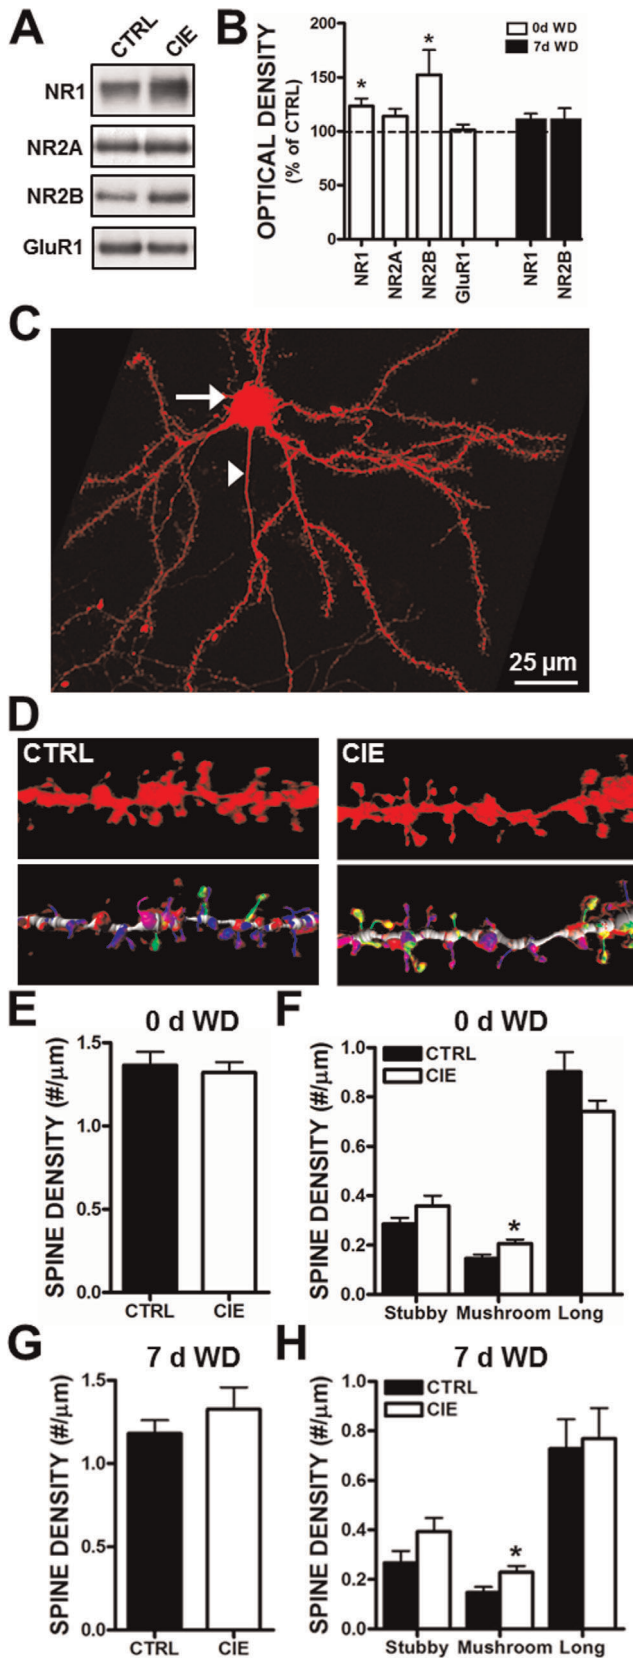 A
CTRL
CIE
NR1
NR2A
NR2B
GluR1
B
OPTICAL DENSITY
(% of CTRL)
200
150
100
50
0
0d WD
7d WD
*
*
NR1
NR2A
NR2B
GluR1
NR1
NR2B
C
25 µm
D
CTRL
CIE
E
0 d WD
SPINE DENSITY (#/µm)
1.5
1.0
0.5
0.0
CTRL
CIE
F
0 d WD
SPINE DENSITY (#/µm)
1.0
0.8
0.6
0.4
0.2
0.0
CTRL
CIE
*
Stubby Mushroom Long
G
7 d WD
SPINE DENSITY (#/µm)
1.5
1.0
0.5
0.0
CTRL
CIE
H
7 d WD
SPINE DENSITY (#/µm)
1.0
0.8
0.6
0.4
0.2
0.0
CTRL
CIE
*
Stubby Mushroom Long